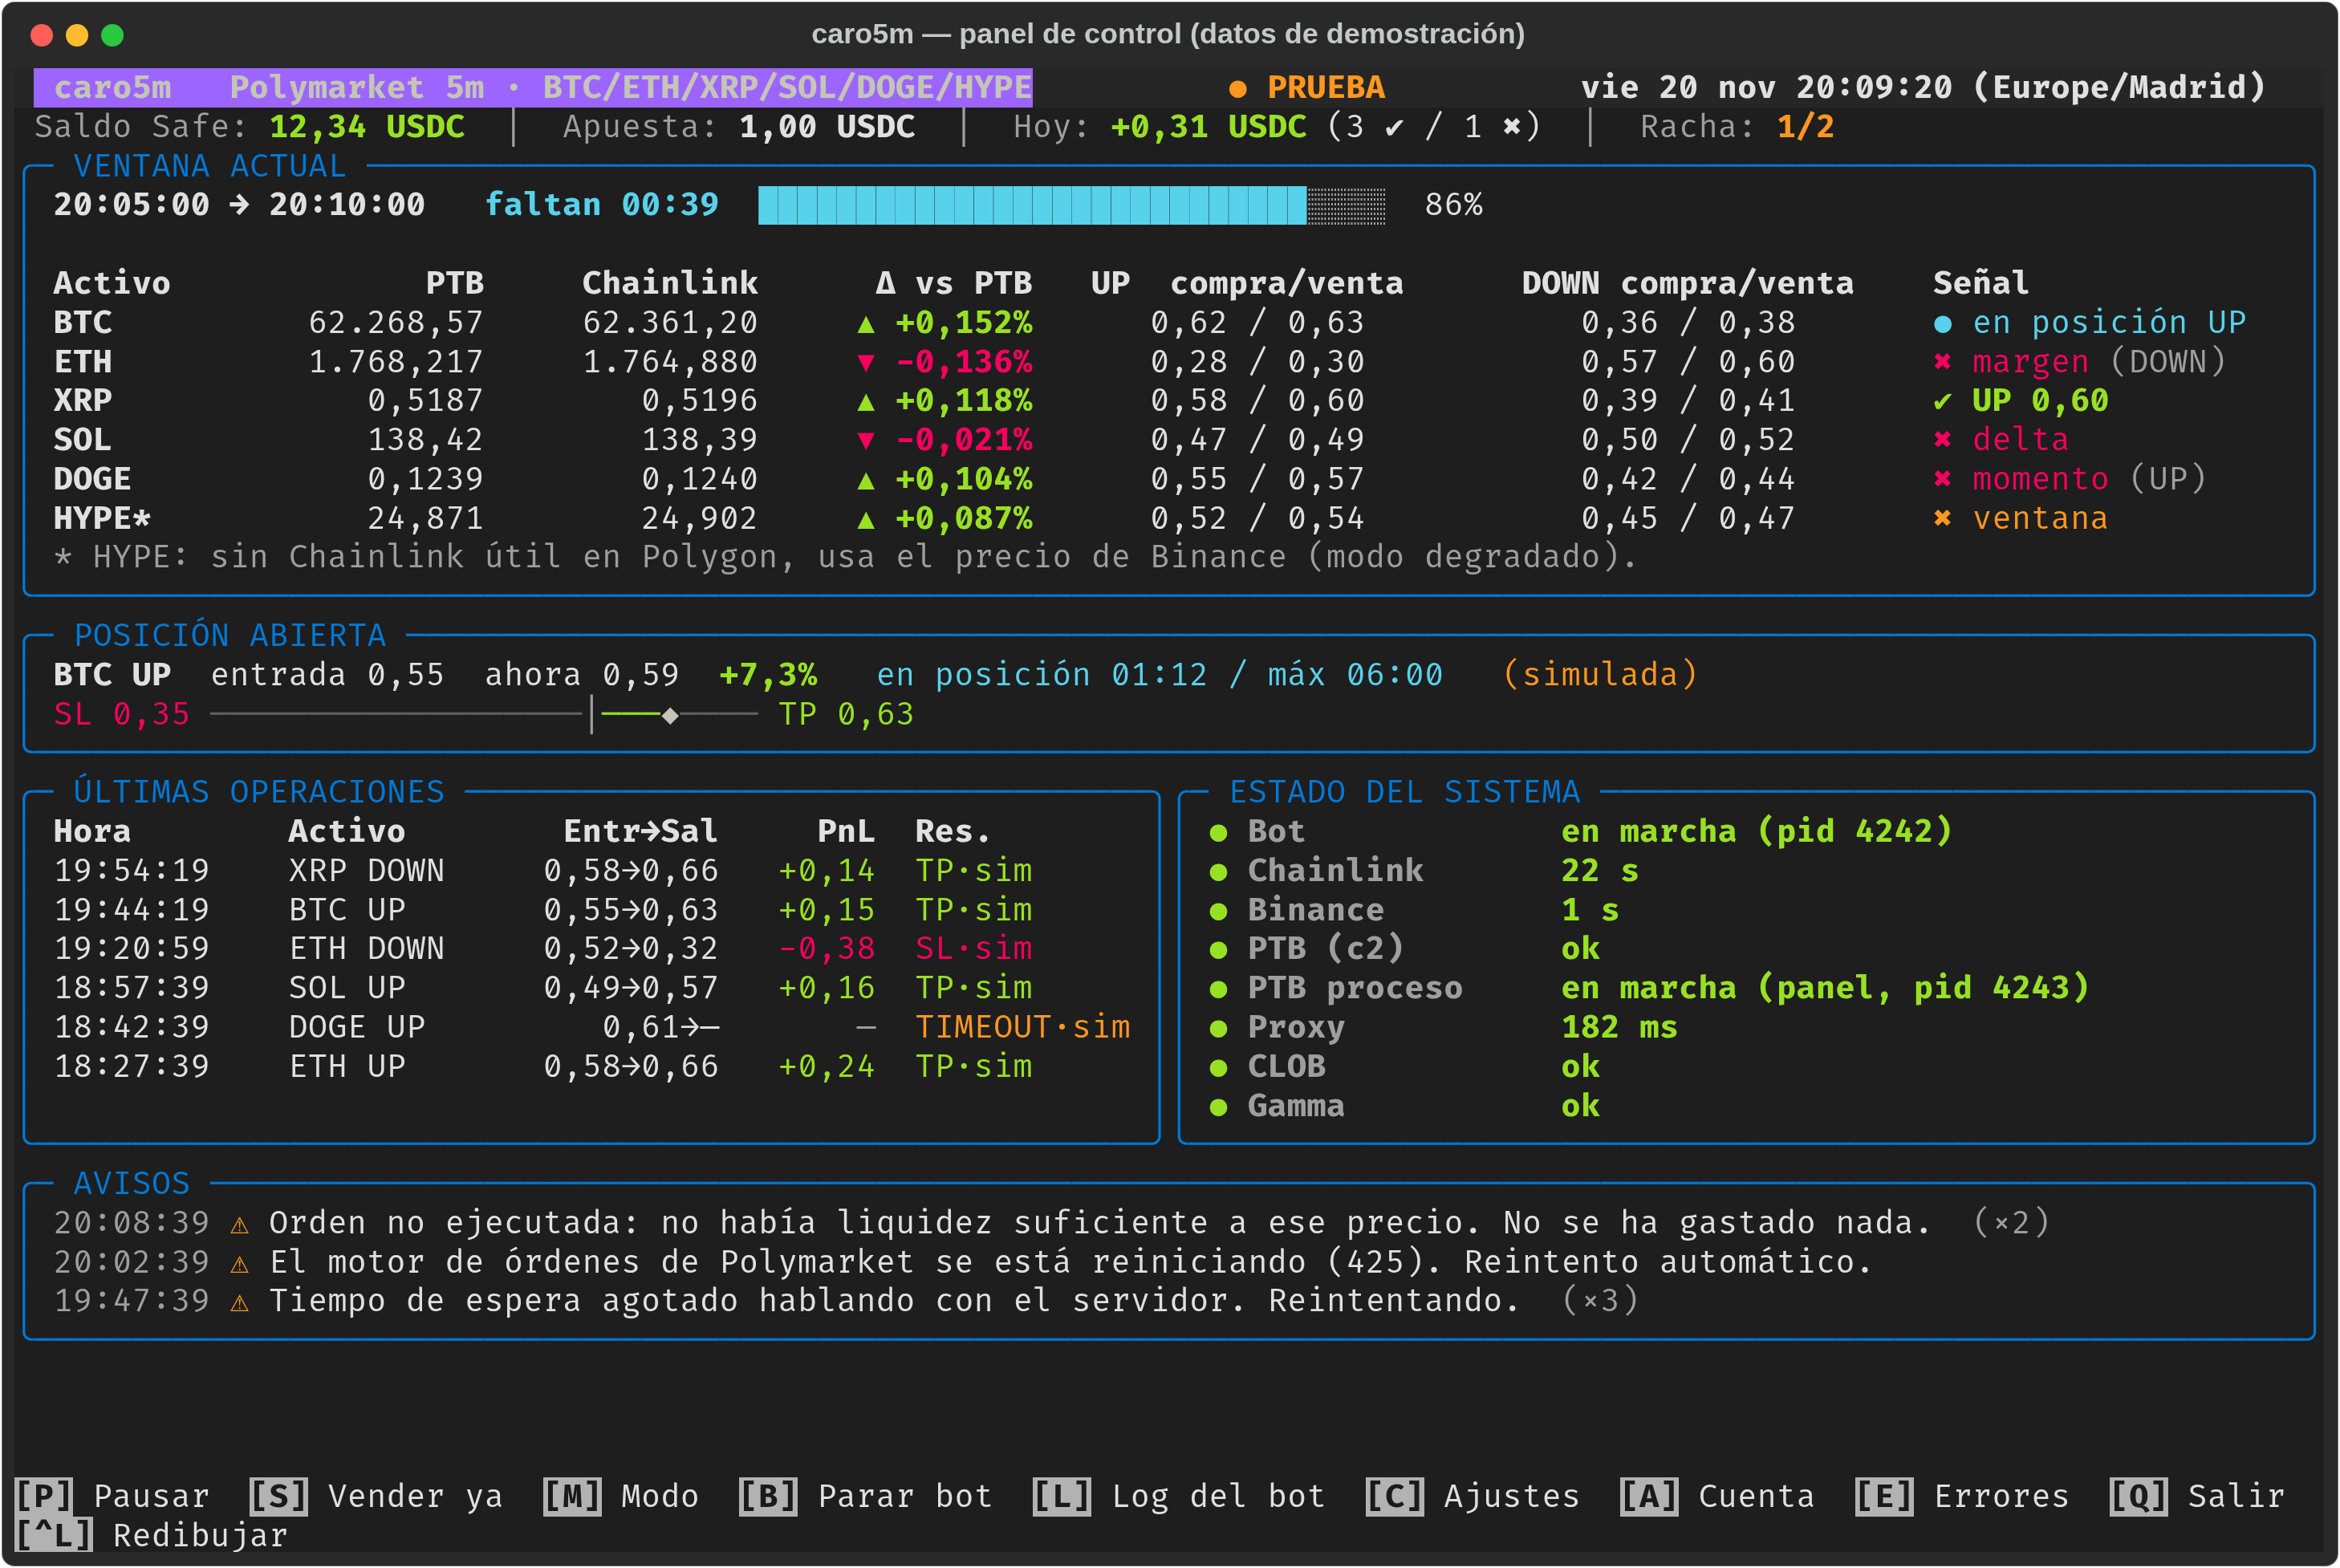 caro5m — panel de control (datos de demostración)
caro5m   Polymarket 5m · BTC/ETH/XRP/SOL/DOGE/HYPE   ● PRUEBA   vie 20 nov 20:09:20 (Europe/Madrid)
Saldo Safe: 12,34 USDC │ Apuesta: 1,00 USDC │ Hoy: +0,31 USDC (3 ✔ / 1 ✖) │ Racha: 1/2
VENTANA ACTUAL
20:05:00 → 20:10:00   faltan 00:39   86%
Activo   PTB   Chainlink   Δ vs PTB   UP  compra/venta   DOWN compra/venta   Señal
BTC   62.268,57   62.361,20   ▲ +0,152%   0,62 / 0,63   0,36 / 0,38   ● en posición UP
ETH   1.768,217   1.764,880   ▼ -0,136%   0,28 / 0,30   0,57 / 0,60   ✖ margen (DOWN)
XRP   0,5187   0,5196   ▲ +0,118%   0,58 / 0,60   0,39 / 0,41   ✔ UP 0,60
SOL   138,42   138,39   ▼ -0,021%   0,47 / 0,49   0,50 / 0,52   ✖ delta
DOGE   0,1239   0,1240   ▲ +0,104%   0,55 / 0,57   0,42 / 0,44   ✖ momento (UP)
HYPE*   24,871   24,902   ▲ +0,087%   0,52 / 0,54   0,45 / 0,47   ✖ ventana
* HYPE: sin Chainlink útil en Polygon, usa el precio de Binance (modo degradado).
POSICIÓN ABIERTA
BTC UP  entrada 0,55  ahora 0,59  +7,3%   en posición 01:12 / máx 06:00   (simulada)
SL 0,35 ───│──◆── TP 0,63
ÚLTIMAS OPERACIONES
Hora   Activo   Entr→Sal   PnL   Res.
19:54:19   XRP DOWN   0,58→0,66   +0,14   TP·sim
19:44:19   BTC UP   0,55→0,63   +0,15   TP·sim
19:20:59   ETH DOWN   0,52→0,32   -0,38   SL·sim
18:57:39   SOL UP   0,49→0,57   +0,16   TP·sim
18:42:39   DOGE UP   0,61→—   —   TIMEOUT·sim
18:27:39   ETH UP   0,58→0,66   +0,24   TP·sim
ESTADO DEL SISTEMA
● Bot   en marcha (pid 4242)
● Chainlink   22 s
● Binance   1 s
● PTB (c2)   ok
● PTB proceso   en marcha (panel, pid 4243)
● Proxy   182 ms
● CLOB   ok
● Gamma   ok
AVISOS
20:08:39 ⚠ Orden no ejecutada: no había liquidez suficiente a ese precio. No se ha gastado nada.  (×2)
20:02:39 ⚠ El motor de órdenes de Polymarket se está reiniciando (425). Reintento automático.
19:47:39 ⚠ Tiempo de espera agotado hablando con el servidor. Reintentando.  (×3)
[P] Pausar  [S] Vender ya  [M] Modo  [B] Parar bot  [L] Log del bot  [C] Ajustes  [A] Cuenta  [E] Errores  [Q] Salir
[^L] Redibujar